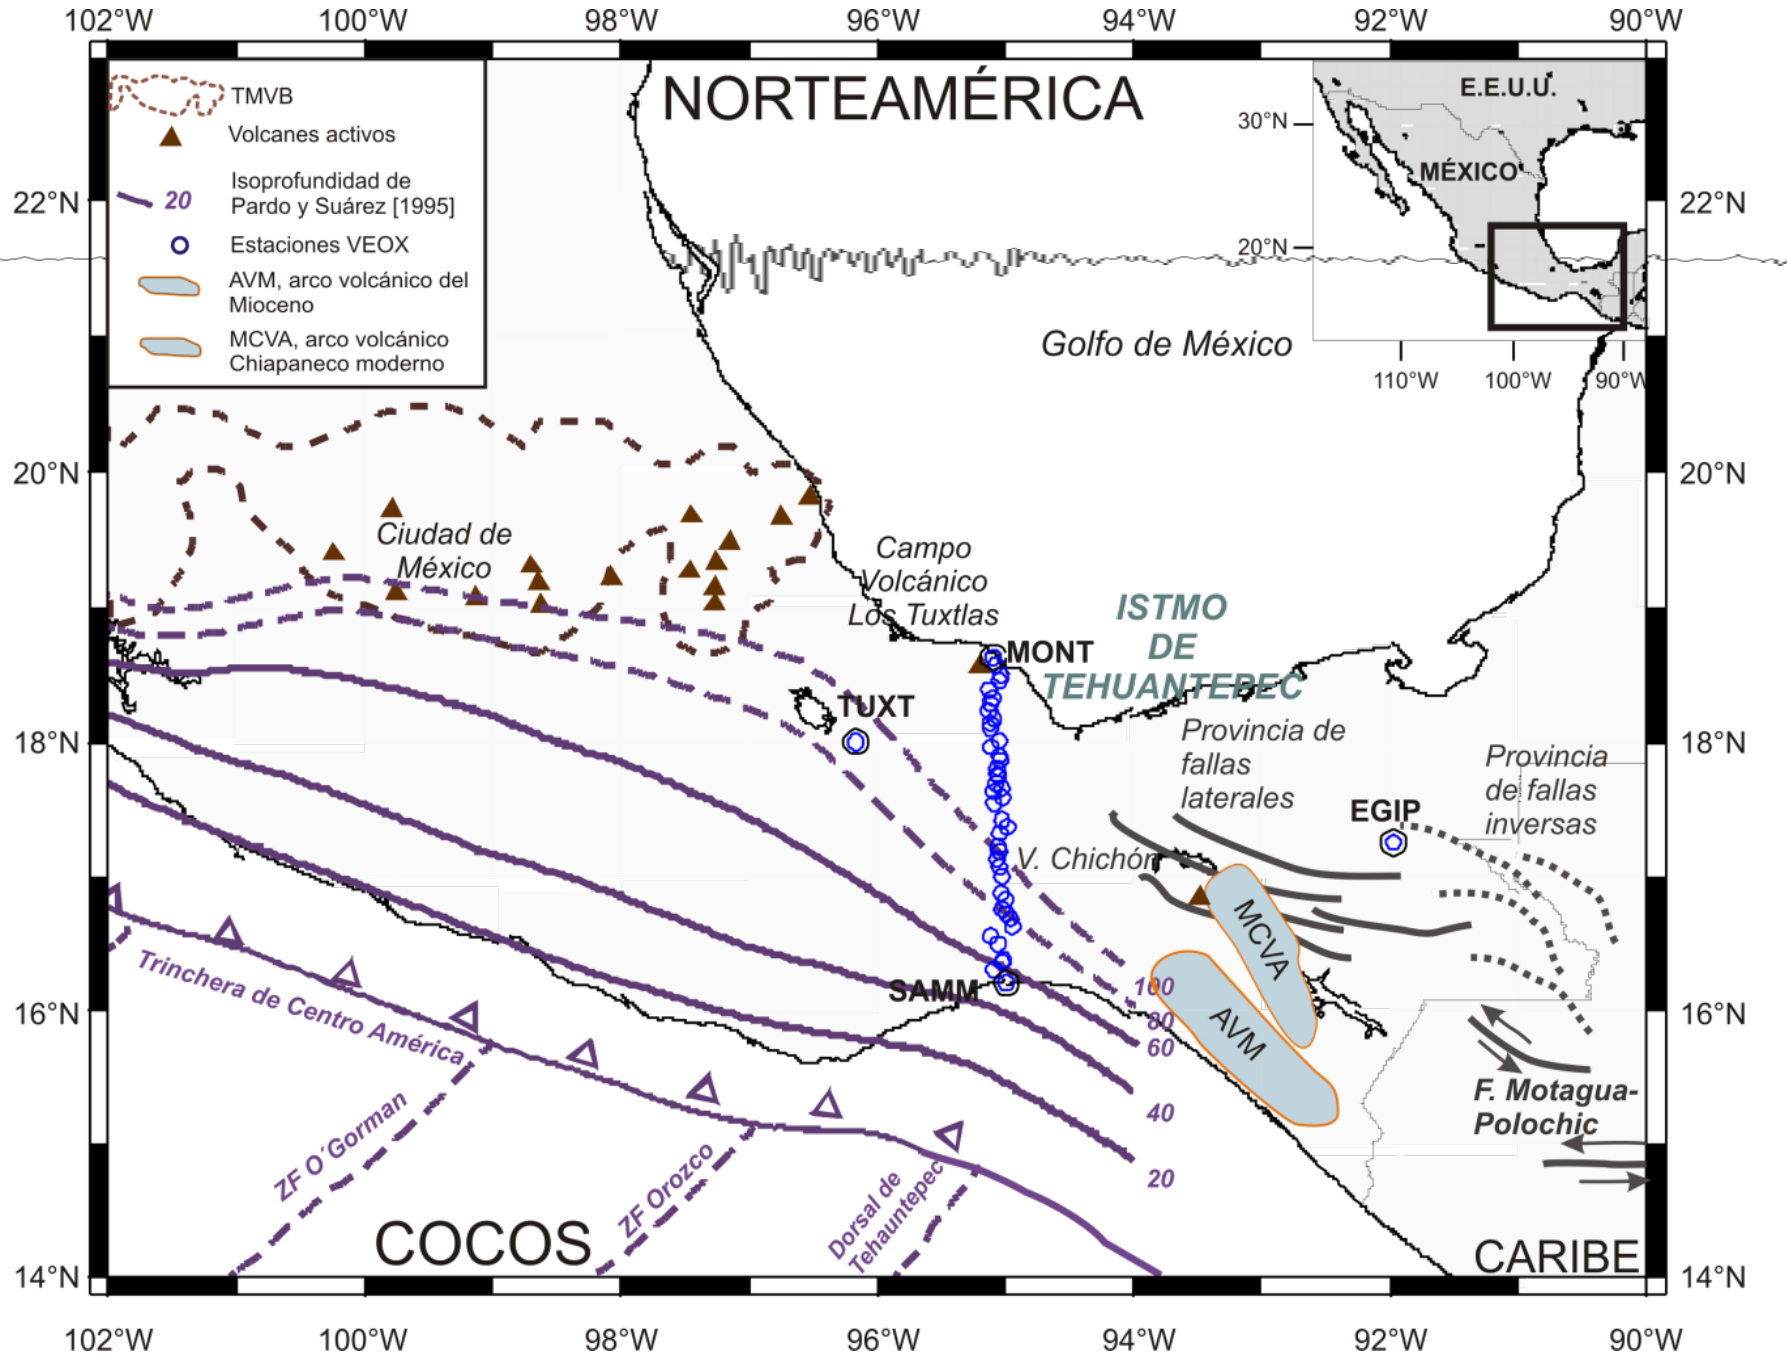 102°W
100°W
98°W
96°W
94°W
92°W
90°W
TMVB
Volcanes activos
20
Isoprofundidad de
Pardo y Suárez [1995]
Estaciones VEOX
AVM, arco volcánico del
Mioceno
MCVA, arco volcánico
Chiapaneco moderno
NORTEAMÉRICA
E.E.U.U.
30°N
MÉXICO
20°N
110°W
100°W
90°W
22°N
22°N
Golfo de México
20°N
20°N
Ciudad de
México
Campo
Volcánico
Los Tuxtlas
ISTMO
DE
TEHUANTEPEC
MONT
TUXT
18°N
18°N
Provincia de
fallas
laterales
Provincia
de fallas
inversas
EGIP
V. Chichón
MCVA
AVM
SAMM
100
80
60
40
20
16°N
16°N
Trinchera de Centro América
F. Motagua-
Polochic
ZF O´Gorman
ZF Orozco
Dorsal de
Tehauntepec
COCOS
CARIBE
14°N
14°N
102°W
100°W
98°W
96°W
94°W
92°W
90°W